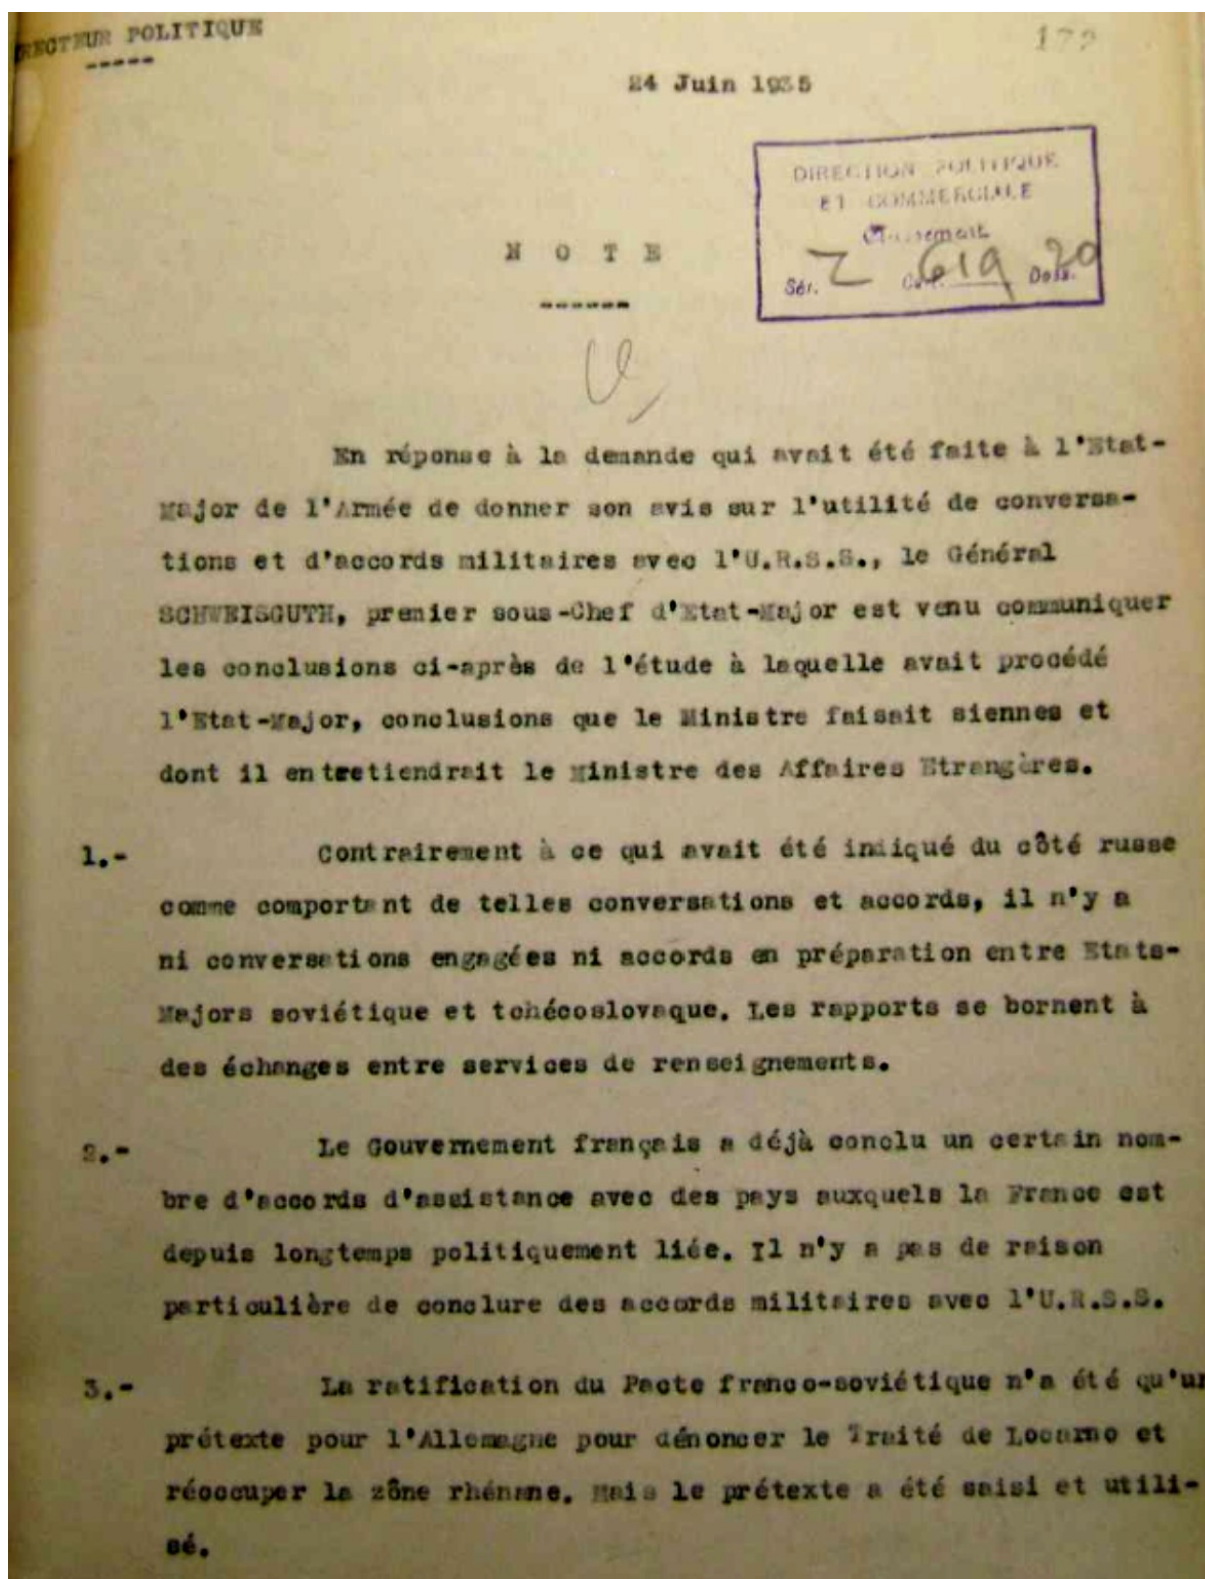 RECTEUR POLITIQUE
-----
172
24 Juin 1935
DIRECTION POLITIQUE
ET COMMERCIALE
Classement
Sér. Z Cart. 619 Doss. 20
N O T E
------
En réponse à la demande qui avait été faite à l'Etat-
Major de l'Armée de donner son avis sur l'utilité de conversa-
tions et d'accords militaires avec l'U.R.S.S., le Général
SCHWEISGUTH, premier sous-Chef d'Etat-Major est venu communiquer
les conclusions ci-après de l'étude à laquelle avait procédé
l'Etat-Major, conclusions que le Ministre faisait siennes et
dont il entretiendrait le Ministre des Affaires Etrangères.
1.- Contrairement à ce qui avait été indiqué du côté russe
comme comportant de telles conversations et accords, il n'y a
ni conversations engagées ni accords en préparation entre Etats-
Majors soviétique et tchécoslovaque. Les rapports se bornent à
des échanges entre services de renseignements.
2.- Le Gouvernement français a déjà conclu un certain nom-
bre d'accords d'assistance avec des pays auxquels la France est
depuis longtemps politiquement liée. Il n'y a pas de raison
particulière de conclure des accords militaires avec l'U.R.S.S.
3.- La ratification du Pacte franco-soviétique n'a été qu'un
prétexte pour l'Allemagne pour dénoncer le Traité de Locarno et
réoccuper la zône rhénane. Mais le prétexte a été saisi et utili-
sé.